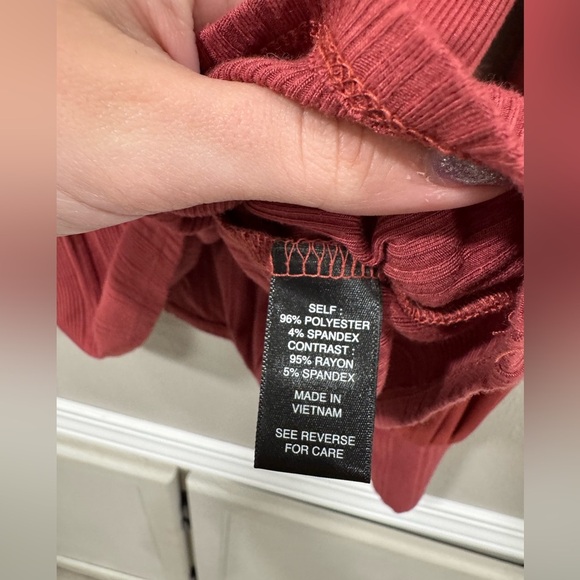 SELF :
96% POLYESTER
4% SPANDEX
CONTRAST :
95% RAYON
5% SPANDEX
MADE IN
VIETNAM
SEE REVERSE
FOR CARE